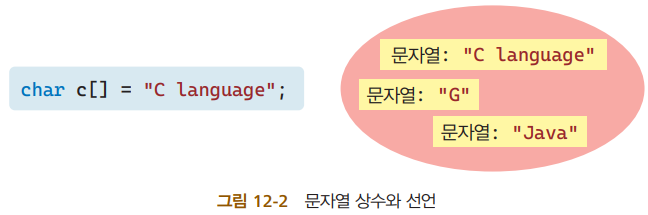 char c[] = "C language";
문자열: "C language"
문자열: "G"
문자열: "Java"
그림 12-2 문자열 상수와 선언